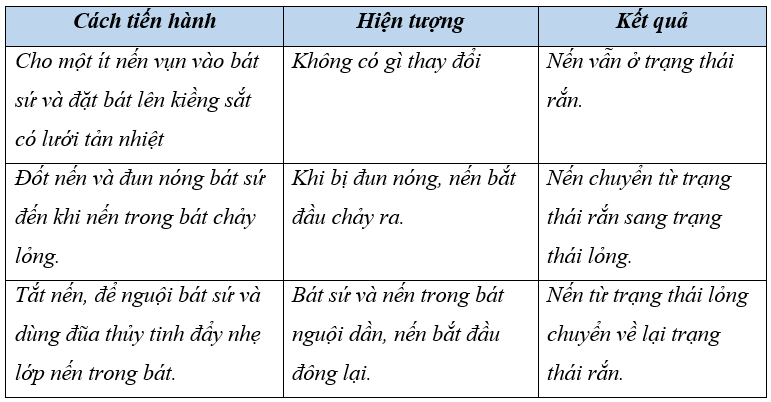 Cách tiến hành
Hiện tượng
Kết quả
Cho một ít nến vụn vào bát
sứ và đặt bát lên kiềng sắt
có lưới tản nhiệt
Không có gì thay đổi
Nến vẫn ở trạng thái
rắn.
Đốt nến và đun nóng bát sứ
đến khi nến trong bát chảy
lỏng.
Khi bị đun nóng, nến bắt
đầu chảy ra.
Nến chuyển từ trạng
thái rắn sang trạng
thái lỏng.
Tắt nến, để nguội bát sứ và
dùng đũa thủy tinh đẩy nhẹ
lớp nến trong bát.
Bát sứ và nến trong bát
nguội dần, nến bắt đầu
đông lại.
Nến từ trạng thái lỏng
chuyển về lại trạng
thái rắn.